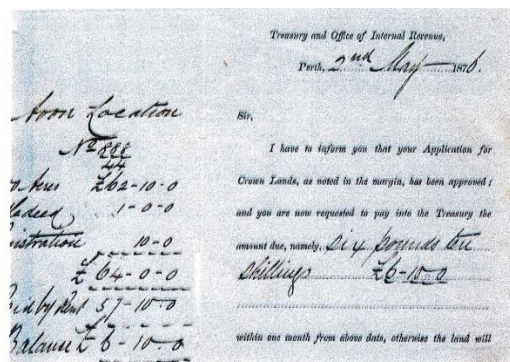 Treasury and Office of Internal Revenue,
Perth, 2nd May 1876.
Avon Location
No 888
44
Acres £62-10-0
deed 1-0-0
istration 10-0
£ 64-0-0
by Rent 57-10-0
Balance £ 6-10-0
Sir,
I have to inform you that your Application for
Crown Lands, as noted in the margin, has been approved;
and you are now requested to pay into the Treasury the
amount due, namely, six pounds ten
shillings £6-10-0
within one month from above date, otherwise the land will